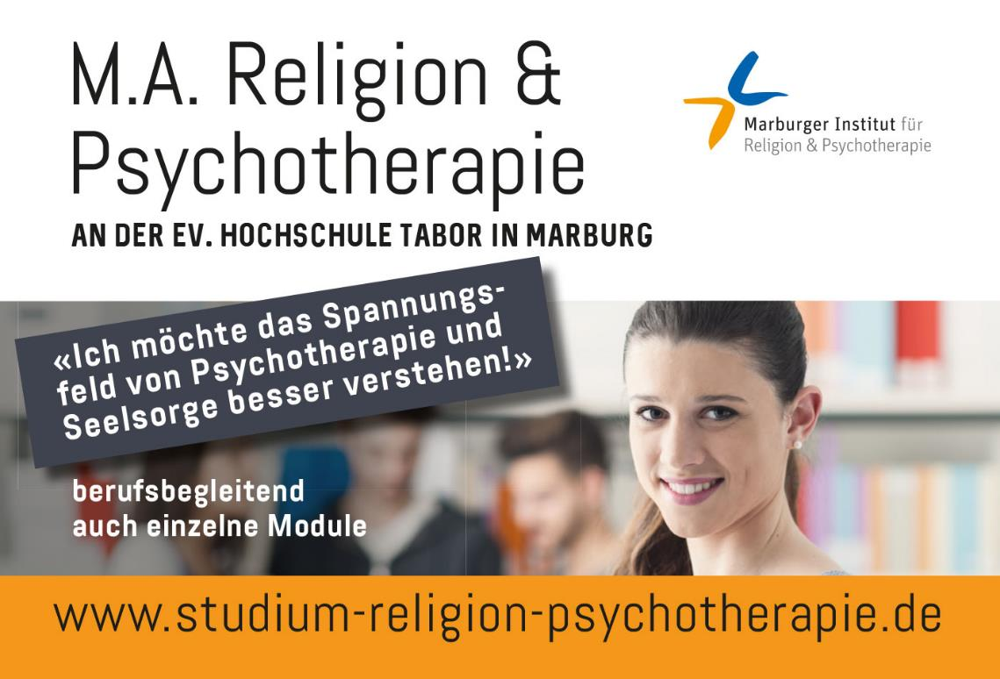 M.A. Religion &
Psychotherapie
AN DER EV. HOCHSCHULE TABOR IN MARBURG
Marburger Institut für
Religion & Psychotherapie
«Ich möchte das Spannungs-
feld von Psychotherapie und
Seelsorge besser verstehen!»
berufsbegleitend
auch einzelne Module
www.studium-religion-psychotherapie.de